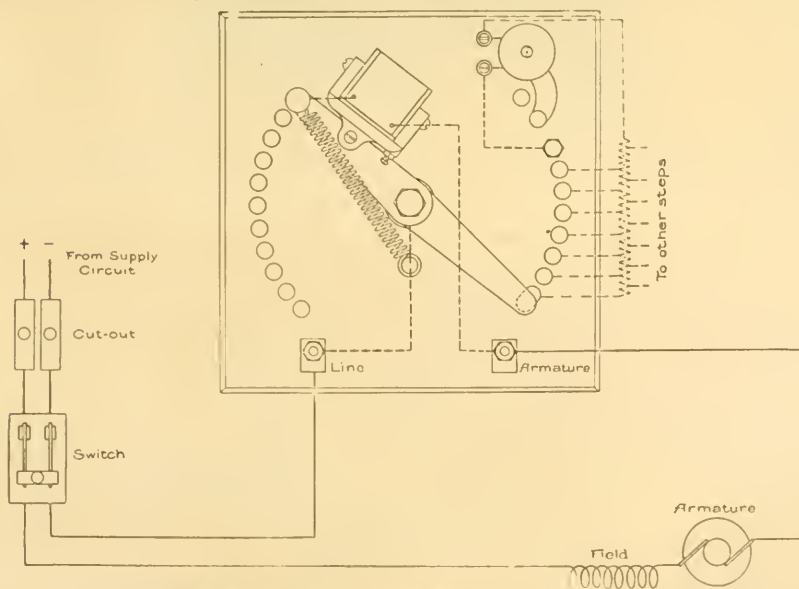 + −
From Supply
Circuit
Cut-out
Switch
Line
Armature
To other steps
Field
Armature